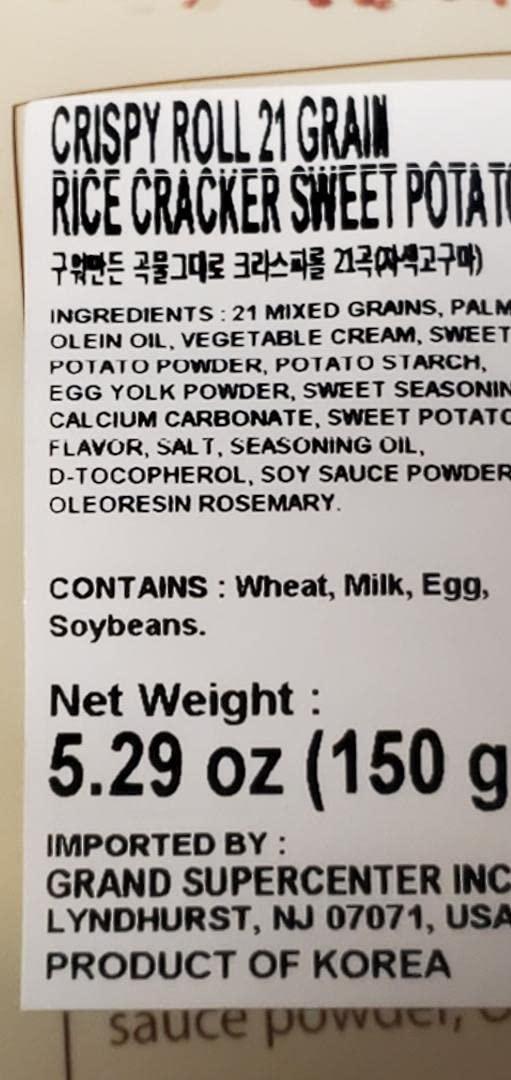 CRISPY ROLL 21 GRAIN
RICE CRACKER SWEET POTATO
구워만든 곡물그대로 크리스피롤 21곡(자색고구마)
INGREDIENTS : 21 MIXED GRAINS, PALM
OLEIN OIL, VEGETABLE CREAM, SWEET
POTATO POWDER, POTATO STARCH,
EGG YOLK POWDER, SWEET SEASONIN
CALCIUM CARBONATE, SWEET POTATO
FLAVOR, SALT, SEASONING OIL,
D-TOCOPHEROL, SOY SAUCE POWDER
OLEORESIN ROSEMARY.
CONTAINS : Wheat, Milk, Egg,
Soybeans.
Net Weight :
5.29 oz (150 g
IMPORTED BY :
GRAND SUPERCENTER INC
LYNDHURST, NJ 07071, USA
PRODUCT OF KOREA
sauce powder,